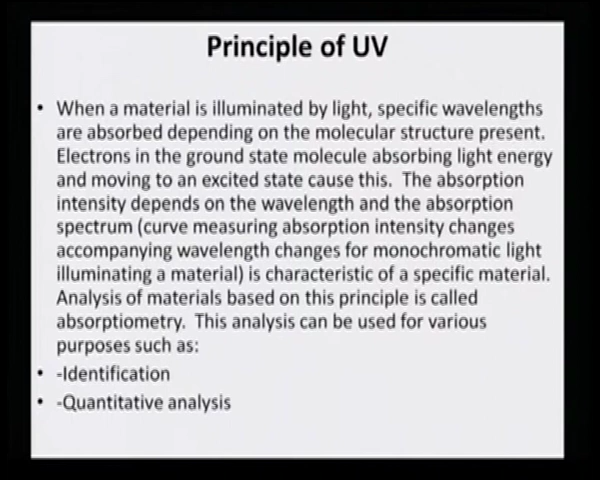 Principle of UV
• When a material is illuminated by light, specific wavelengths
are absorbed depending on the molecular structure present.
Electrons in the ground state molecule absorbing light energy
and moving to an excited state cause this.  The absorption
intensity depends on the wavelength and the absorption
spectrum (curve measuring absorption intensity changes
accompanying wavelength changes for monochromatic light
illuminating a material) is characteristic of a specific material.
Analysis of materials based on this principle is called
absorptiometry.  This analysis can be used for various
purposes such as:
• -Identification
• -Quantitative analysis